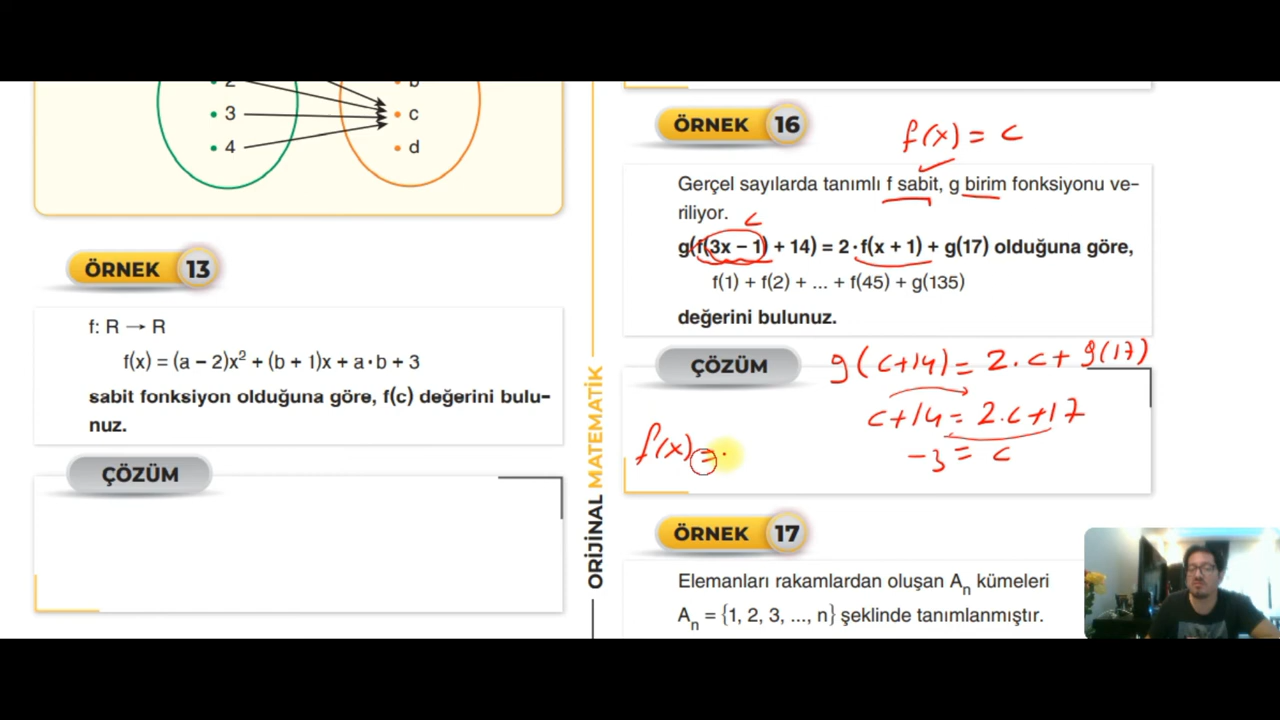 2
b
3
c
4
d
ÖRNEK 13
f: R → R
f(x) = (a − 2)x² + (b + 1)x + a·b + 3
sabit fonksiyon olduğuna göre, f(c) değerini bulu-
nuz.
ÇÖZÜM
ORİJİNAL MATEMATİK
ÖRNEK 16
f(x) = c
Gerçel sayılarda tanımlı f sabit, g birim fonksiyonu ve-
riliyor.
c
g(f(3x − 1) + 14) = 2·f(x + 1) + g(17) olduğuna göre,
f(1) + f(2) + ... + f(45) + g(135)
değerini bulunuz.
ÇÖZÜM
g(c+14) = 2.c + g(17)
c+14 = 2.c+17
-3 = c
f(x) =
ÖRNEK 17
Elemanları rakamlardan oluşan Aₙ kümeleri
Aₙ = {1, 2, 3, ..., n} şeklinde tanımlanmıştır.